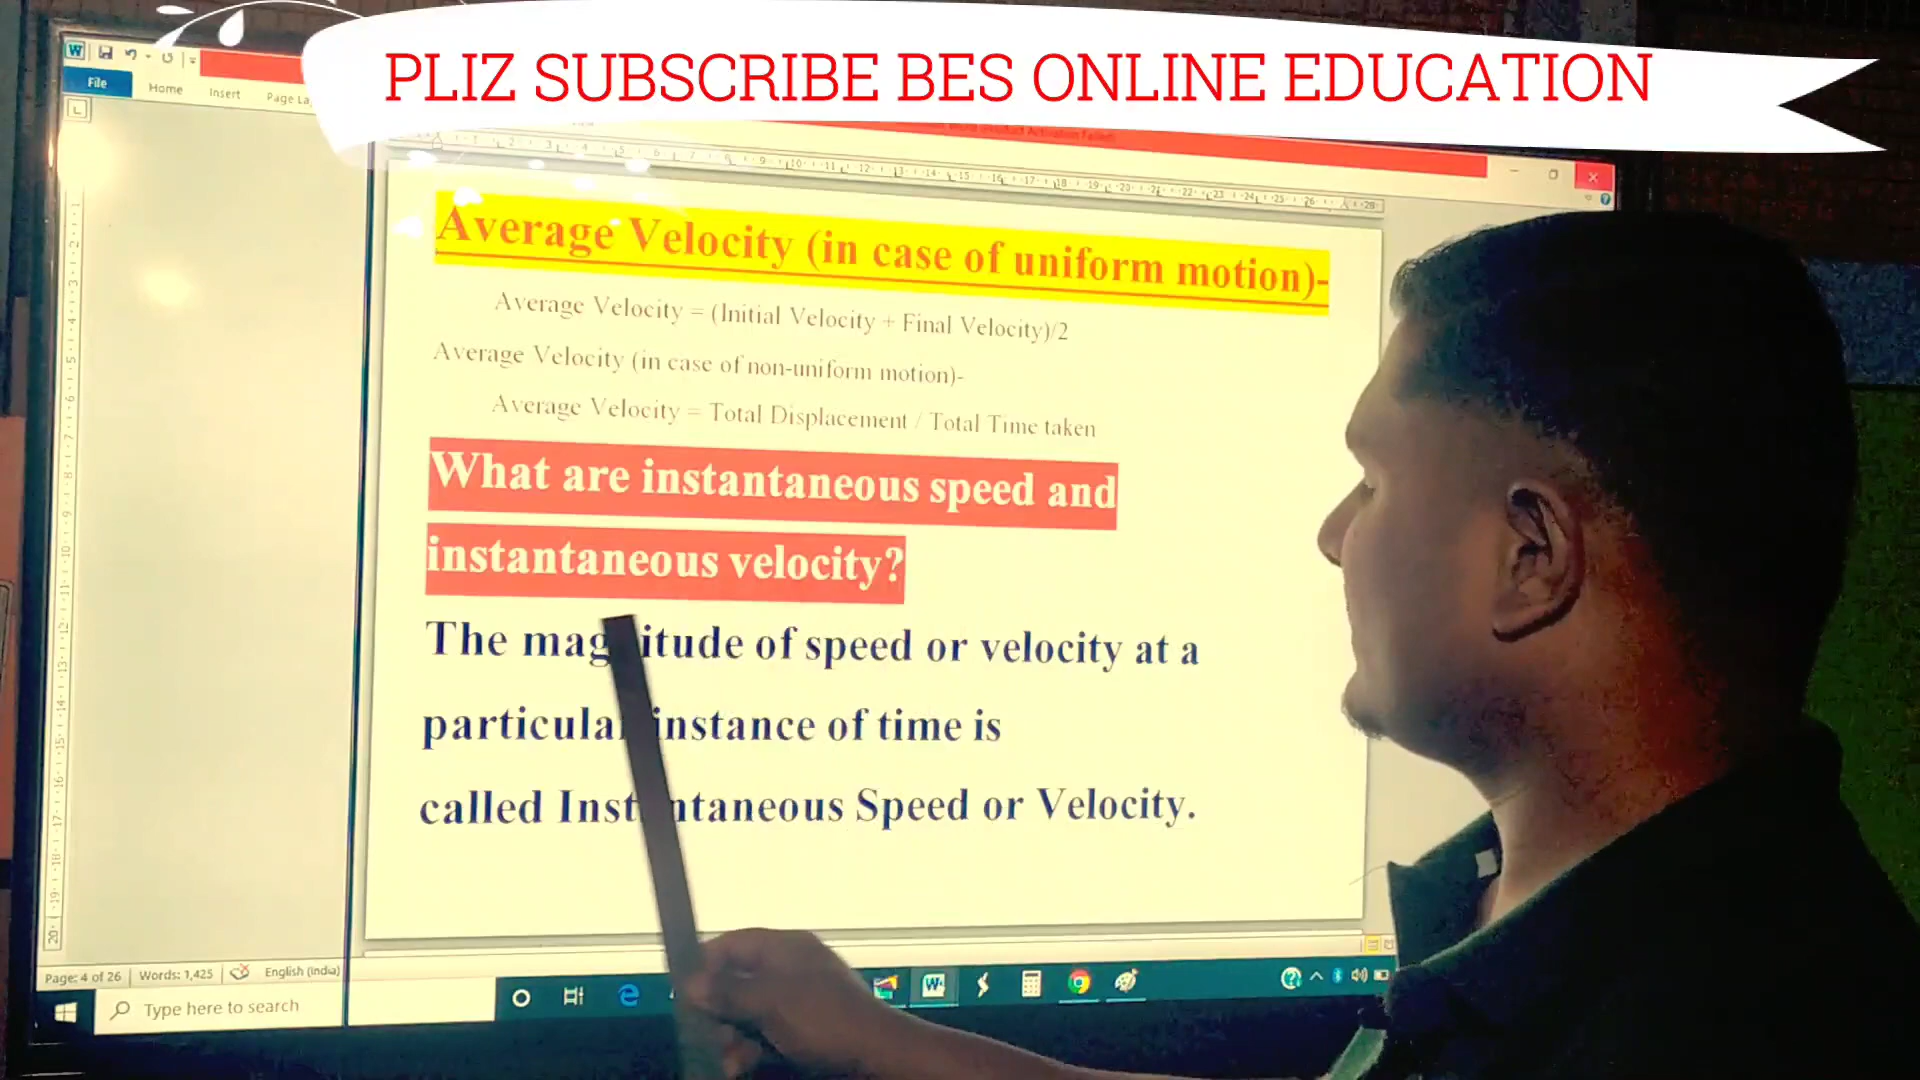 PLIZ SUBSCRIBE BES ONLINE EDUCATION
File Home Insert Page La
Average Velocity (in case of uniform motion)-
Average Velocity = (Initial Velocity + Final Velocity)/2
Average Velocity (in case of non-uniform motion)-
Average Velocity = Total Displacement / Total Time taken
What are instantaneous speed and
instantaneous velocity?
The mag itude of speed or velocity at a
particula instance of time is
called Inst ntaneous Speed or Velocity.
Page: 4 of 26 Words: 1,425 English (India)
Type here to search